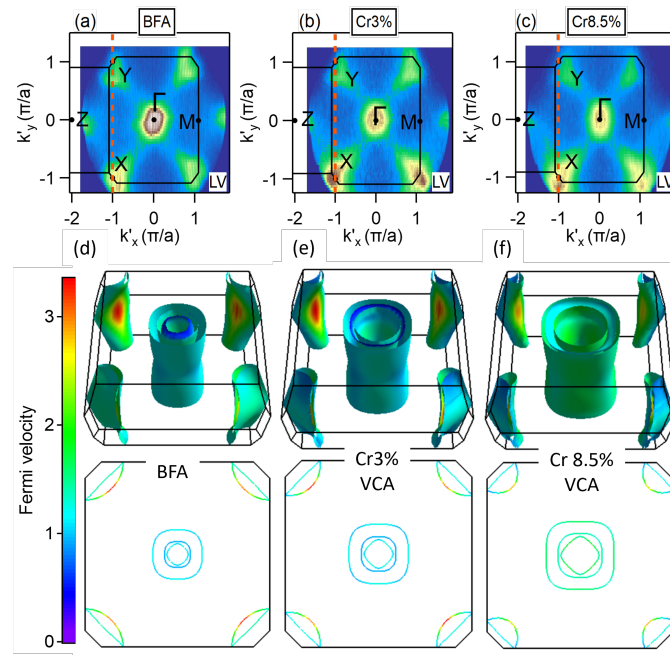 (a) BFA
(b) Cr3%
(c) Cr8.5%
k'y (π/a)
1
0
-1
Z
Y
Γ
M
X
LV
-2 -1 0 1
k'x (π/a)
k'y (π/a)
1
0
-1
Z
Y
Γ
M
X
LV
-2 -1 0 1
k'x (π/a)
k'y (π/a)
1
0
-1
Z
Y
Γ
M
X
LV
-2 -1 0 1
k'x (π/a)
(d)
(e)
(f)
Fermi velocity
3
2
1
0
BFA
Cr3%
VCA
Cr 8.5%
VCA